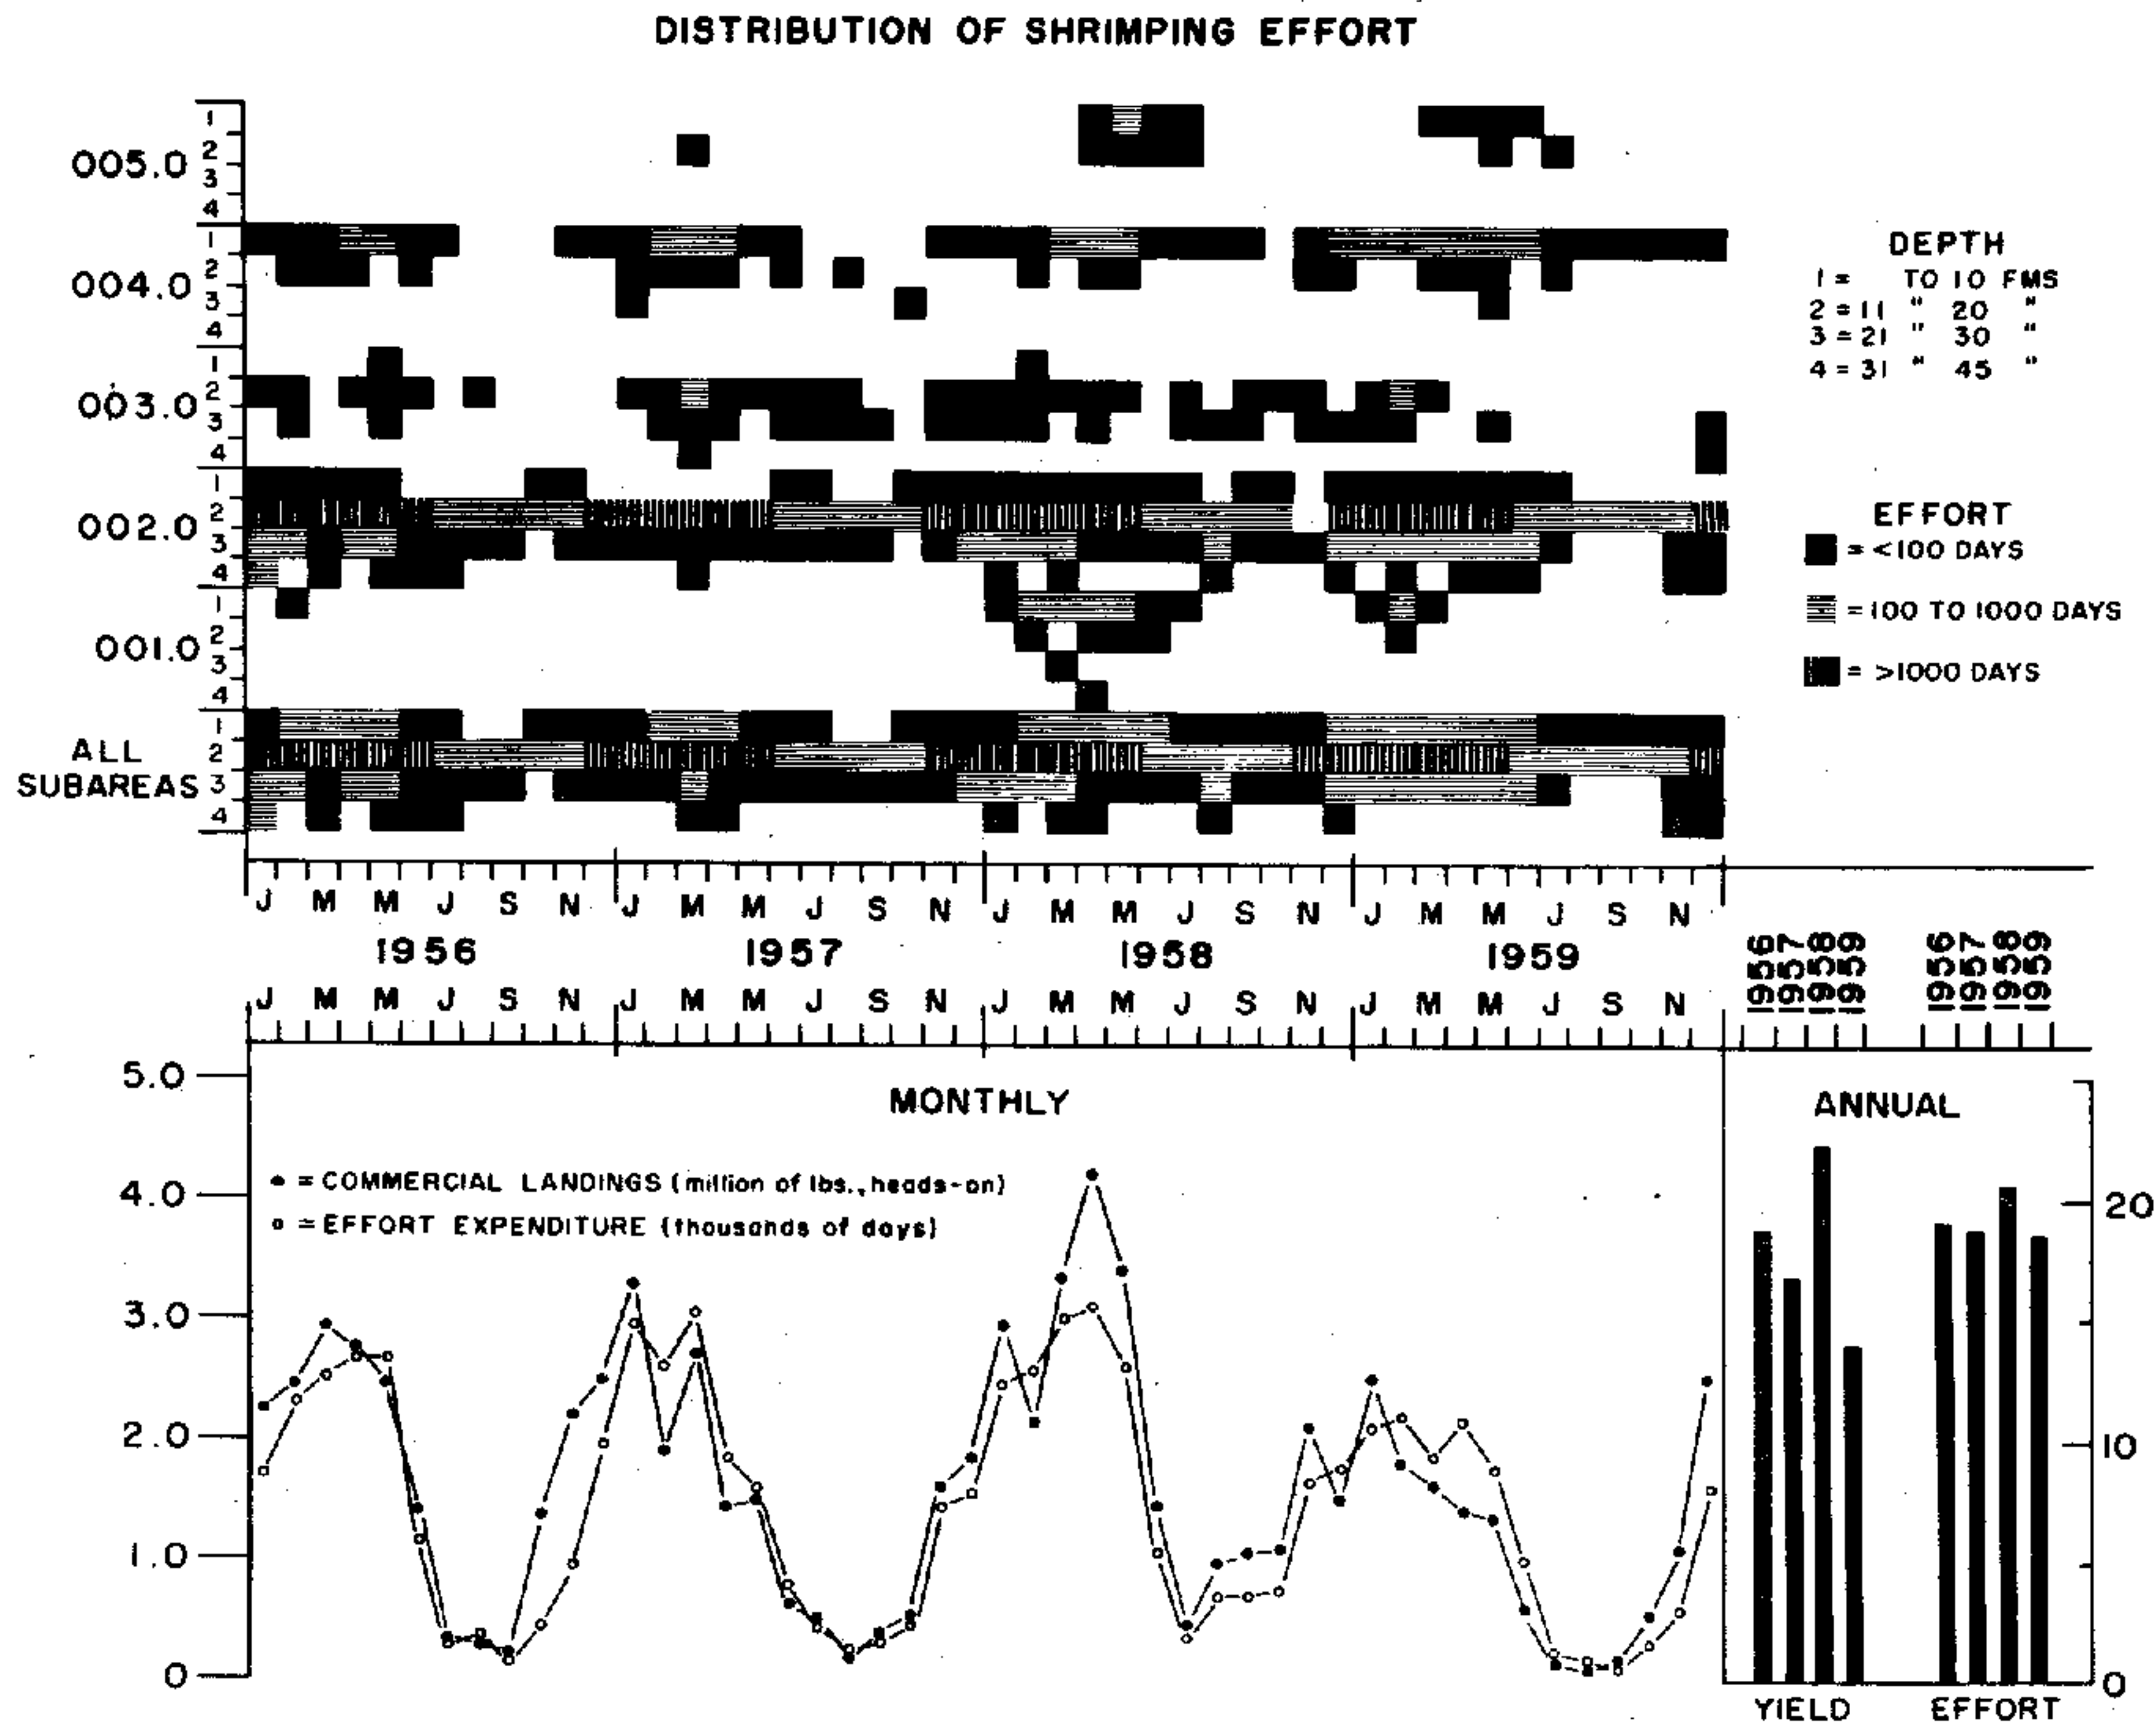 DISTRIBUTION OF SHRIMPING EFFORT
005.0
1
2
3
4
004.0
1
2
3
4
003.0
1
2
3
4
002.0
1
2
3
4
001.0
1
2
3
4
ALL
SUBAREAS
1
2
3
4
DEPTH
1 = TO 10 FMS
2 = 11 " 20 "
3 = 21 " 30 "
4 = 31 " 45 "
EFFORT
= <100 DAYS
= 100 TO 1000 DAYS
= >1000 DAYS
J M M J S N J M M J S N J M M J S N J M M J S N
1956 1957 1958 1959
J M M J S N J M M J S N J M M J S N J M M J S N
1956 1957 1958 1959 1956 1957 1958 1959
MONTHLY
ANNUAL
● = COMMERCIAL LANDINGS (million of lbs., heads-on)
o = EFFORT EXPENDITURE (thousands of days)
5.0
4.0
3.0
2.0
1.0
0
20
10
0
YIELD EFFORT